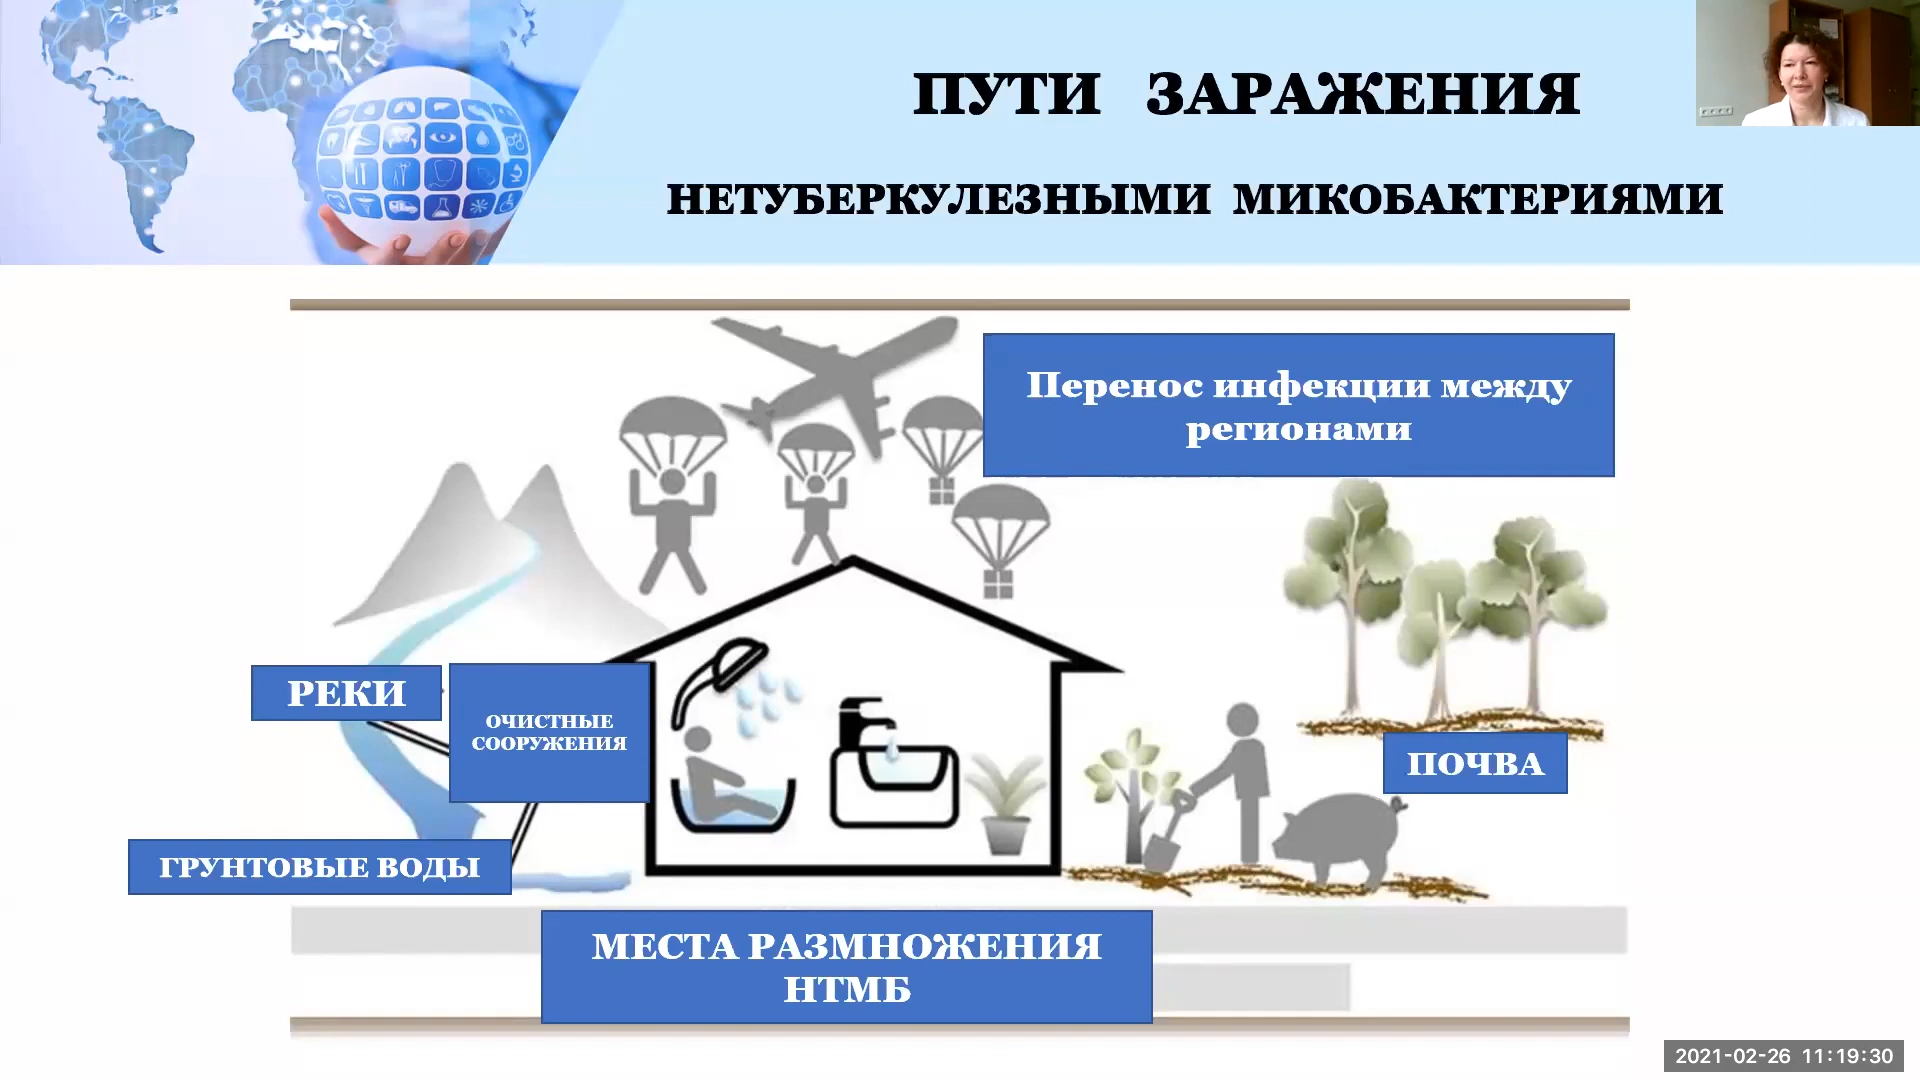 ПУТИ ЗАРАЖЕНИЯ
НЕТУБЕРКУЛЕЗНЫМИ МИКОБАКТЕРИЯМИ
Перенос инфекции между
регионами
РЕКИ
ОЧИСТНЫЕ
СООРУЖЕНИЯ
ПОЧВА
ГРУНТОВЫЕ ВОДЫ
МЕСТА РАЗМНОЖЕНИЯ
НТМБ
2021-02-26 11:19:30